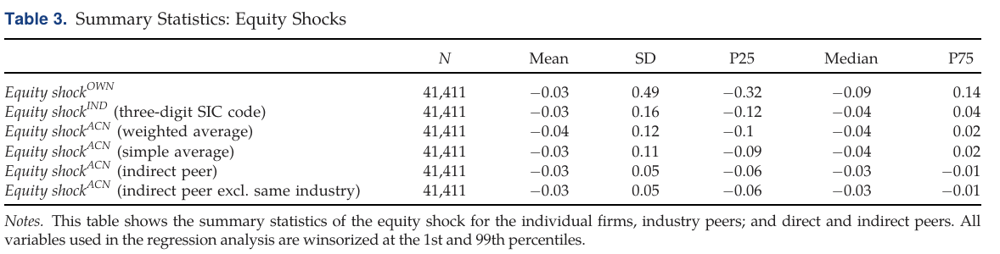 Table 3. Summary Statistics: Equity Shocks
N Mean SD P25 Median P75
Equity shock^OWN 41,411 −0.03 0.49 −0.32 −0.09 0.14
Equity shock^IND (three-digit SIC code) 41,411 −0.03 0.16 −0.12 −0.04 0.04
Equity shock^ACN (weighted average) 41,411 −0.04 0.12 −0.1 −0.04 0.02
Equity shock^ACN (simple average) 41,411 −0.03 0.11 −0.09 −0.04 0.02
Equity shock^ACN (indirect peer) 41,411 −0.03 0.05 −0.06 −0.03 −0.01
Equity shock^ACN (indirect peer excl. same industry) 41,411 −0.03 0.05 −0.06 −0.03 −0.01
Notes. This table shows the summary statistics of the equity shock for the individual firms, industry peers; and direct and indirect peers. All
variables used in the regression analysis are winsorized at the 1st and 99th percentiles.